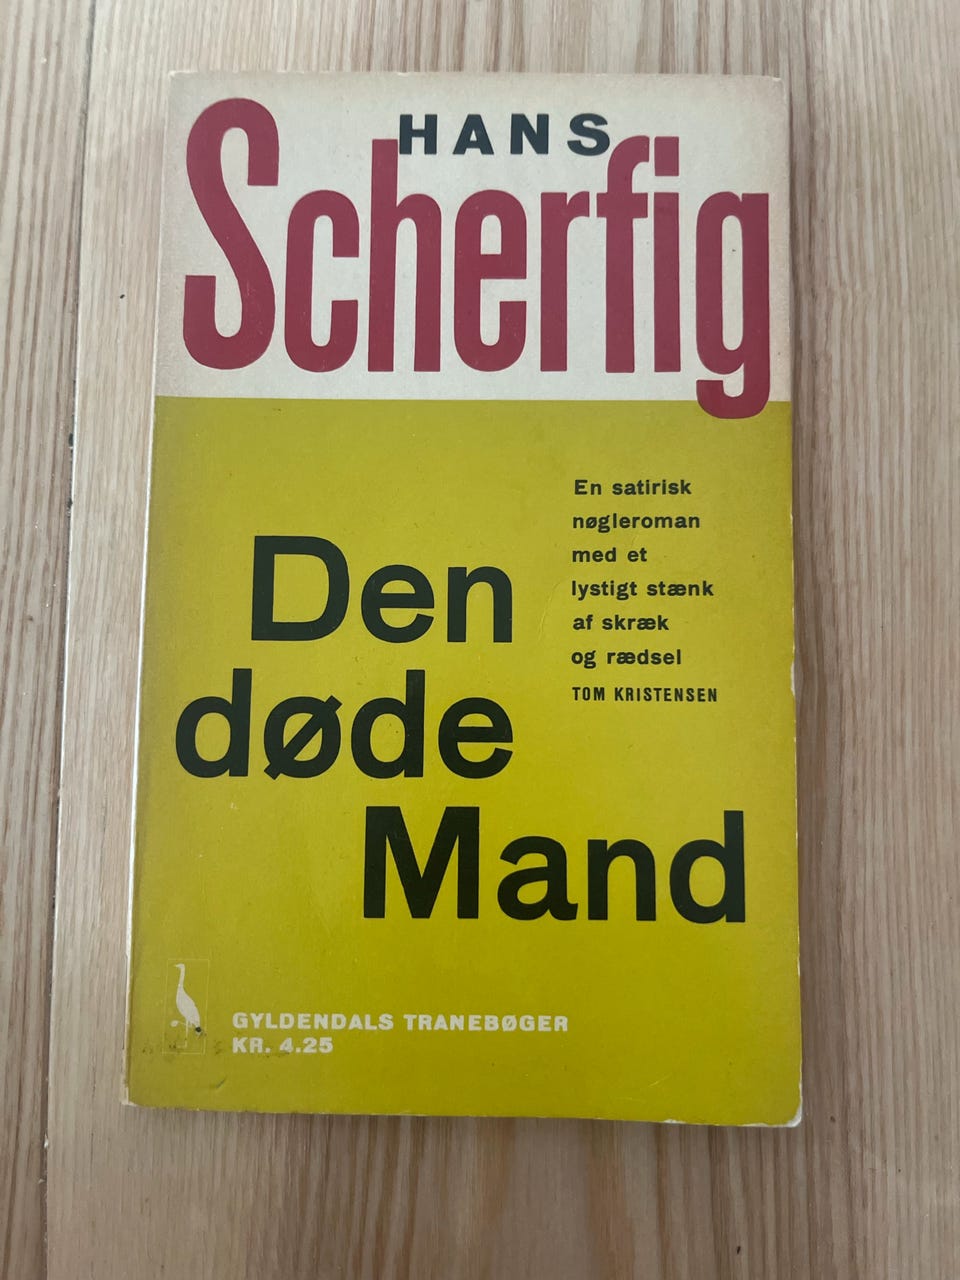 HANS
Scherfig
En satirisk
nøgleroman
med et
lystigt stænk
af skræk
og rædsel
TOM KRISTENSEN
Den
døde
Mand
GYLDENDALS TRANEBØGER
KR. 4.25